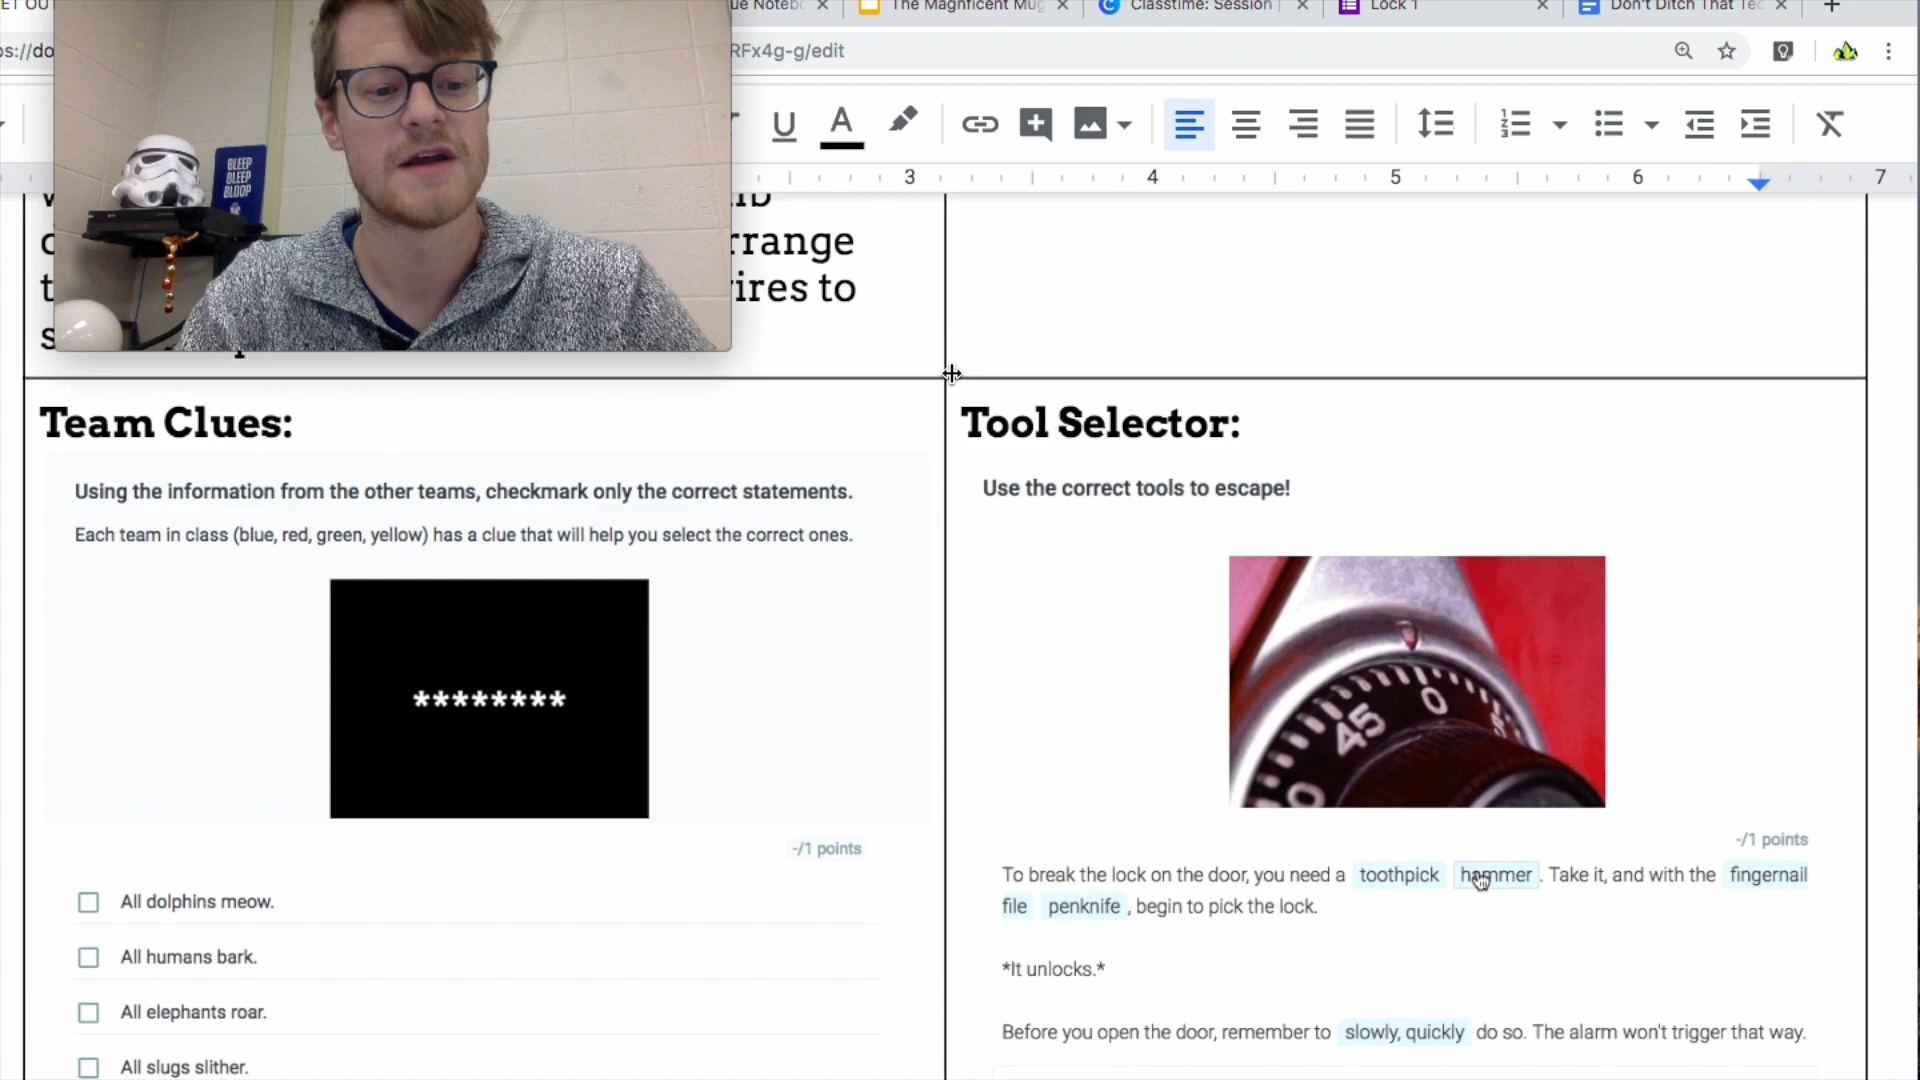 The Magnificent Mug
Classtime: Session
Lock 1
Don't Ditch That Tec
RFx4g-g/edit
BLEEP
BLEEP
BLOOP
3 4 5 6 7
rrange
ires to
Team Clues:
Using the information from the other teams, checkmark only the correct statements.
Each team in class (blue, red, green, yellow) has a clue that will help you select the correct ones.
********
-/1 points
All dolphins meow.
All humans bark.
All elephants roar.
All slugs slither.
Tool Selector:
Use the correct tools to escape!
45 0
-/1 points
To break the lock on the door, you need a toothpick hammer . Take it, and with the fingernail
file penknife , begin to pick the lock.
*It unlocks.*
Before you open the door, remember to slowly, quickly do so. The alarm won't trigger that way.